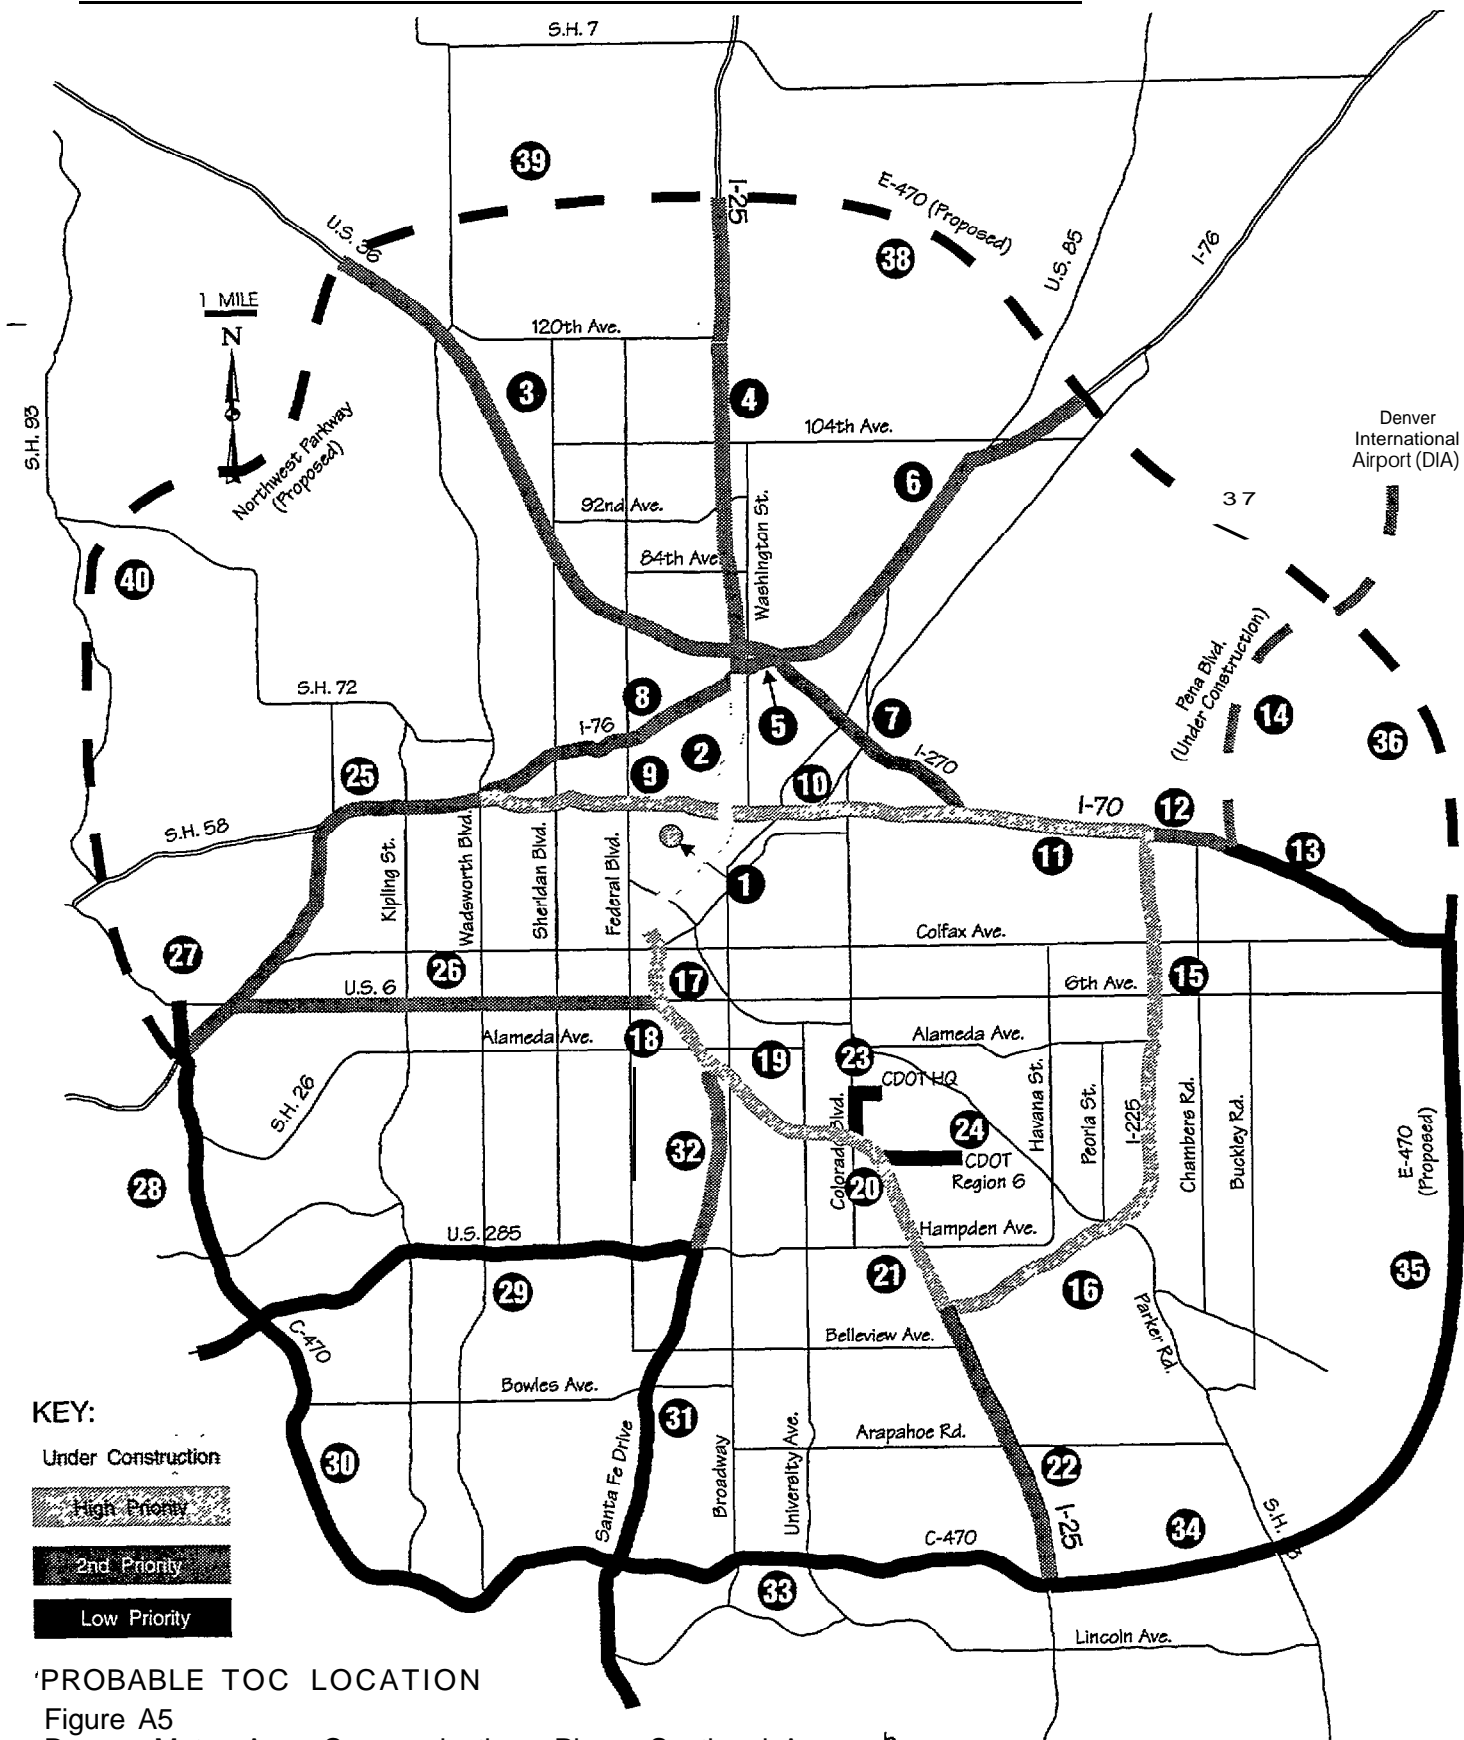 S.H. 7
39
I-25
E-470 (Proposed)
38
U.S. 85
I-76
U.S. 36
1 MILE
N
120th Ave.
3
4
104th Ave.
Denver
International
Airport (DIA)
S.H. 93
Northwest Parkway
(Proposed)
6
37
92nd Ave.
Washington St.
84th Ave
40
Pena Blvd.
(Under Construction)
S.H. 72
8
5
7
14
36
I-76
2
I-270
25
9
10
I-70
12
S.H. 58
Kipling St.
Wadsworth Blvd.
Sheridan Blvd.
Federal Blvd.
11
13
1
Colfax Ave.
27
26
17
15
U.S. 6
6th Ave.
Alameda Ave.
18
19
23
Alameda Ave.
CDOT HQ
S.H. 26
Colorado Blvd.
24
Havana St.
Peoria St.
I-225
Chambers Rd.
Buckley Rd.
E-470
(Proposed)
32
CDOT
Region 6
28
20
U.S. 285
Hampden Ave.
29
21
16
35
C-470
Belleview Ave.
Parker Rd.
Bowles Ave.
KEY:
31
Under Construction
Santa Fe Drive
Broadway
University Ave.
Arapahoe Rd.
30
22
High Priority
I-25
S.H.
34
2nd Priority
C-470
33
Low Priority
Lincoln Ave.
'PROBABLE TOC LOCATION
Figure A5